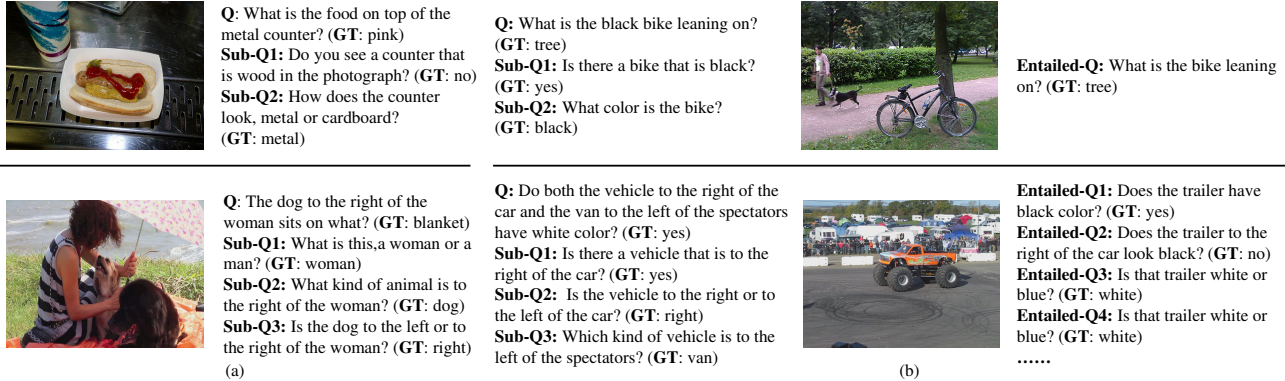 Q: What is the food on top of the
metal counter? (GT: pink)
Sub-Q1: Do you see a counter that
is wood in the photograph? (GT: no)
Sub-Q2: How does the counter
look, metal or cardboard?
(GT: metal)
Q: What is the black bike leaning on?
(GT: tree)
Sub-Q1: Is there a bike that is black?
(GT: yes)
Sub-Q2: What color is the bike?
(GT: black)
Entailed-Q: What is the bike leaning
on? (GT: tree)
Q: The dog to the right of the
woman sits on what? (GT: blanket)
Sub-Q1: What is this,a woman or a
man? (GT: woman)
Sub-Q2: What kind of animal is to
the right of the woman? (GT: dog)
Sub-Q3: Is the dog to the left or to
the right of the woman? (GT: right)
(a)
Q: Do both the vehicle to the right of the
car and the van to the left of the spectators
have white color? (GT: yes)
Sub-Q1: Is there a vehicle that is to the
right of the car? (GT: yes)
Sub-Q2: Is the vehicle to the right or to
the left of the car? (GT: right)
Sub-Q3: Which kind of vehicle is to the
left of the spectators? (GT: van)
(b)
Entailed-Q1: Does the trailer have
black color? (GT: yes)
Entailed-Q2: Does the trailer to the
right of the car look black? (GT: no)
Entailed-Q3: Is that trailer white or
blue? (GT: white)
Entailed-Q4: Is that trailer white or
blue? (GT: white)
......